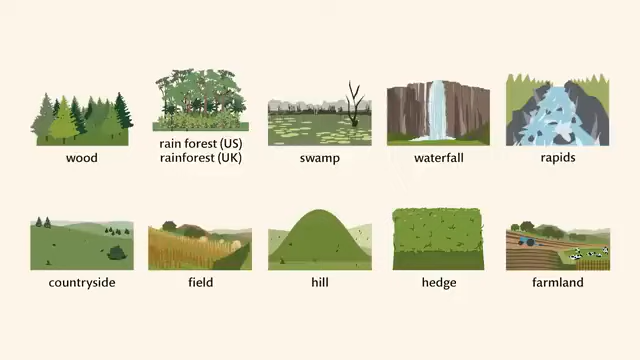 wood
rain forest (US)
rainforest (UK)
swamp
waterfall
rapids
countryside
field
hill
hedge
farmland